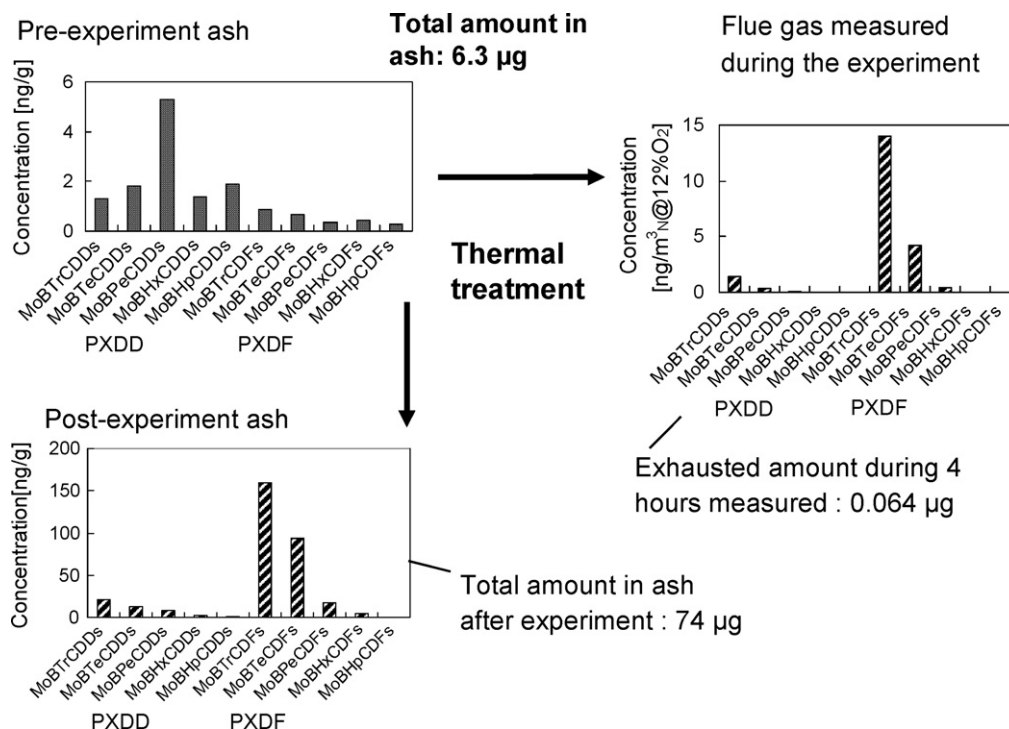 Pre-experiment ash
Concentration [ng/g]
6
4
2
0
MoBTrCDDs
MoBTeCDDs
MoBPeCDDs
MoBHxCDDs
MoBHpCDDs
MoBTrCDFs
MoBTeCDFs
MoBPeCDFs
MoBHxCDFs
MoBHpCDFs
PXDD
PXDF
Total amount in
ash: 6.3 µg
Thermal
treatment
Flue gas measured
during the experiment
Concentration
[ng/m³N@12%O₂]
15
10
5
0
MoBTrCDDs
MoBTeCDDs
MoBPeCDDs
MoBHxCDDs
MoBHpCDDs
MoBTrCDFs
MoBTeCDFs
MoBPeCDFs
MoBHxCDFs
MoBHpCDFs
PXDD
PXDF
Exhausted amount during 4
hours measured : 0.064 µg
Post-experiment ash
Concentration[ng/g]
200
150
100
50
0
MoBTrCDDs
MoBTeCDDs
MoBPeCDDs
MoBHxCDDs
MoBHpCDDs
MoBTrCDFs
MoBTeCDFs
MoBPeCDFs
MoBHxCDFs
MoBHpCDFs
PXDD
PXDF
Total amount in ash
after experiment : 74 µg